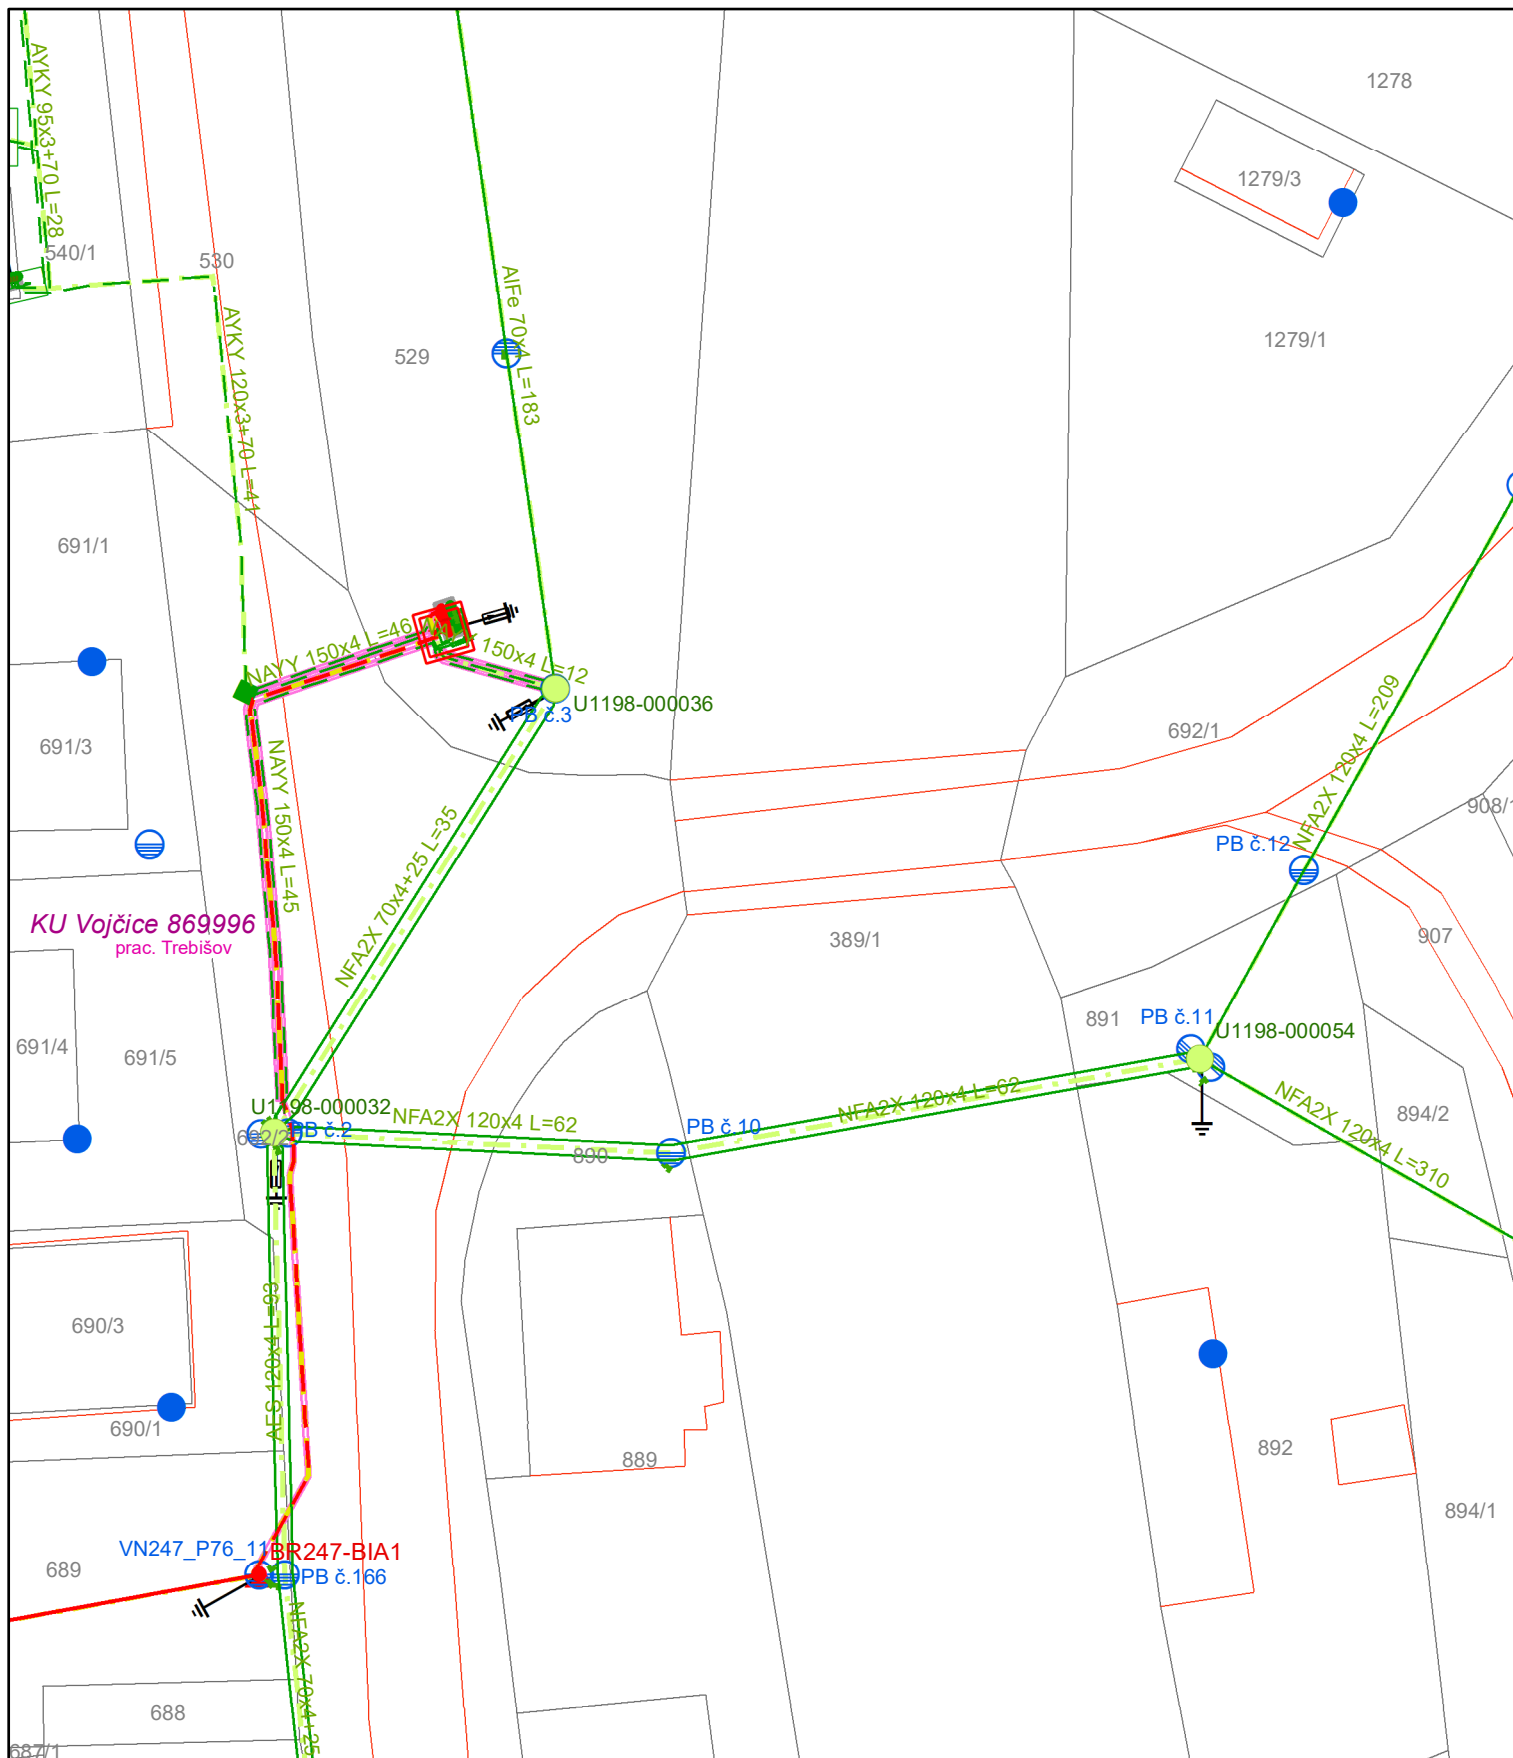 1278
AYKY 95x3+70 L=28
1279/3
540/1
530
AlFe 70x4 L=183
AYKY 120x3+70 L=41
529
1279/1
691/1
NAYY 150x4 L=46
150x4 L=12
U1198-000036
PB č.3
NFA2X 120x4 L=209
692/1
691/3
NAYY 150x4 L=45
908/1
NFA2X 70x4+25 L=35
PB č.12
KU Vojčice 869996
prac. Trebišov
389/1
907
891
PB č.11
U1198-000054
691/4
691/5
NFA2X 120x4 L=62
NFA2X 120x4 L=310
894/2
U1198-000032
NFA2X 120x4 L=62
PB č.10
692/2
PB č.2
890
AES 120x4 L=93
690/3
690/1
889
892
894/1
VN247_P76_11
BR247-BIA1
689
PB č.166
NFA2X 70x4+25
688
687/1